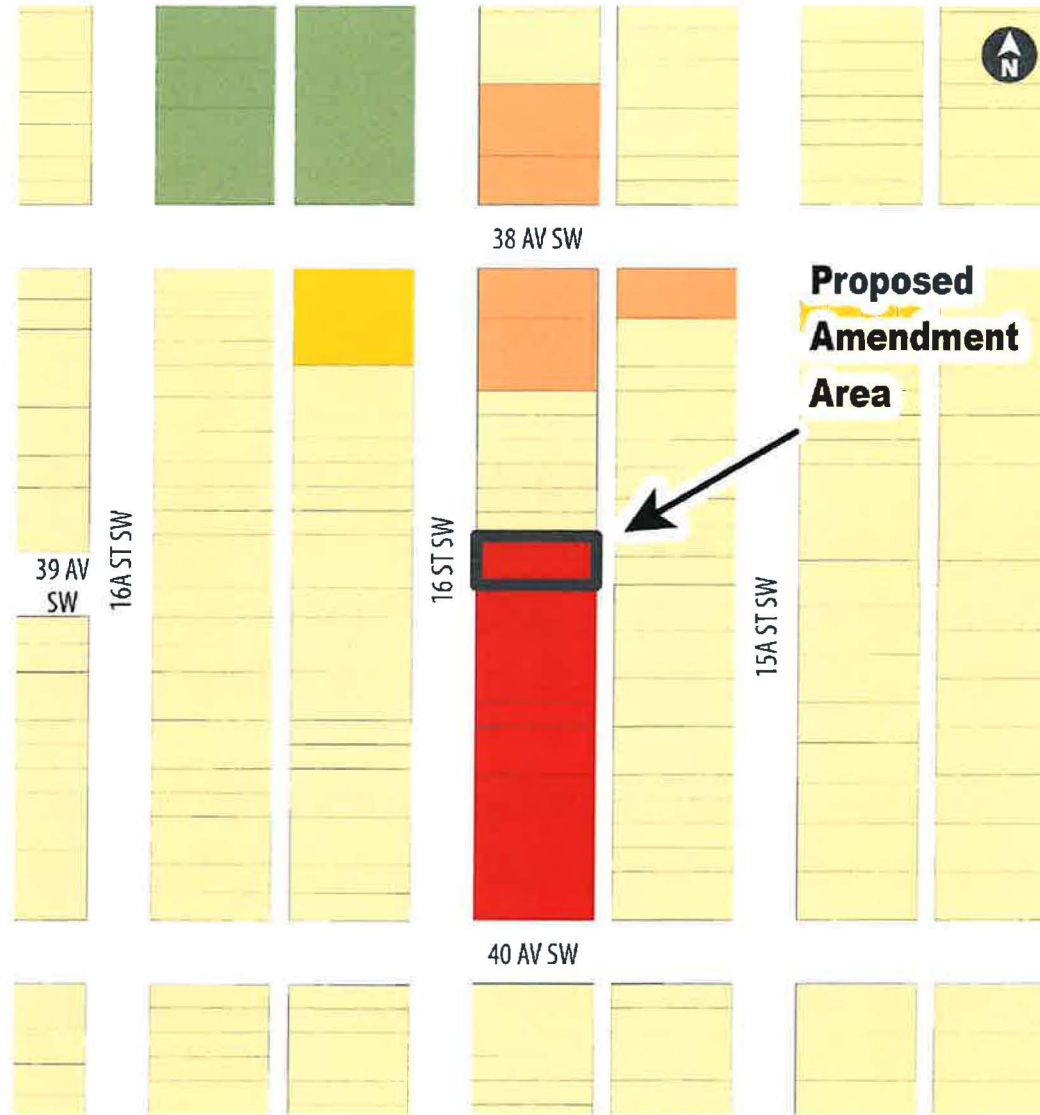 N
38 AV SW
Proposed
Amendment
Area
39 AV
SW
16A ST SW
16 ST SW
15A ST SW
40 AV SW